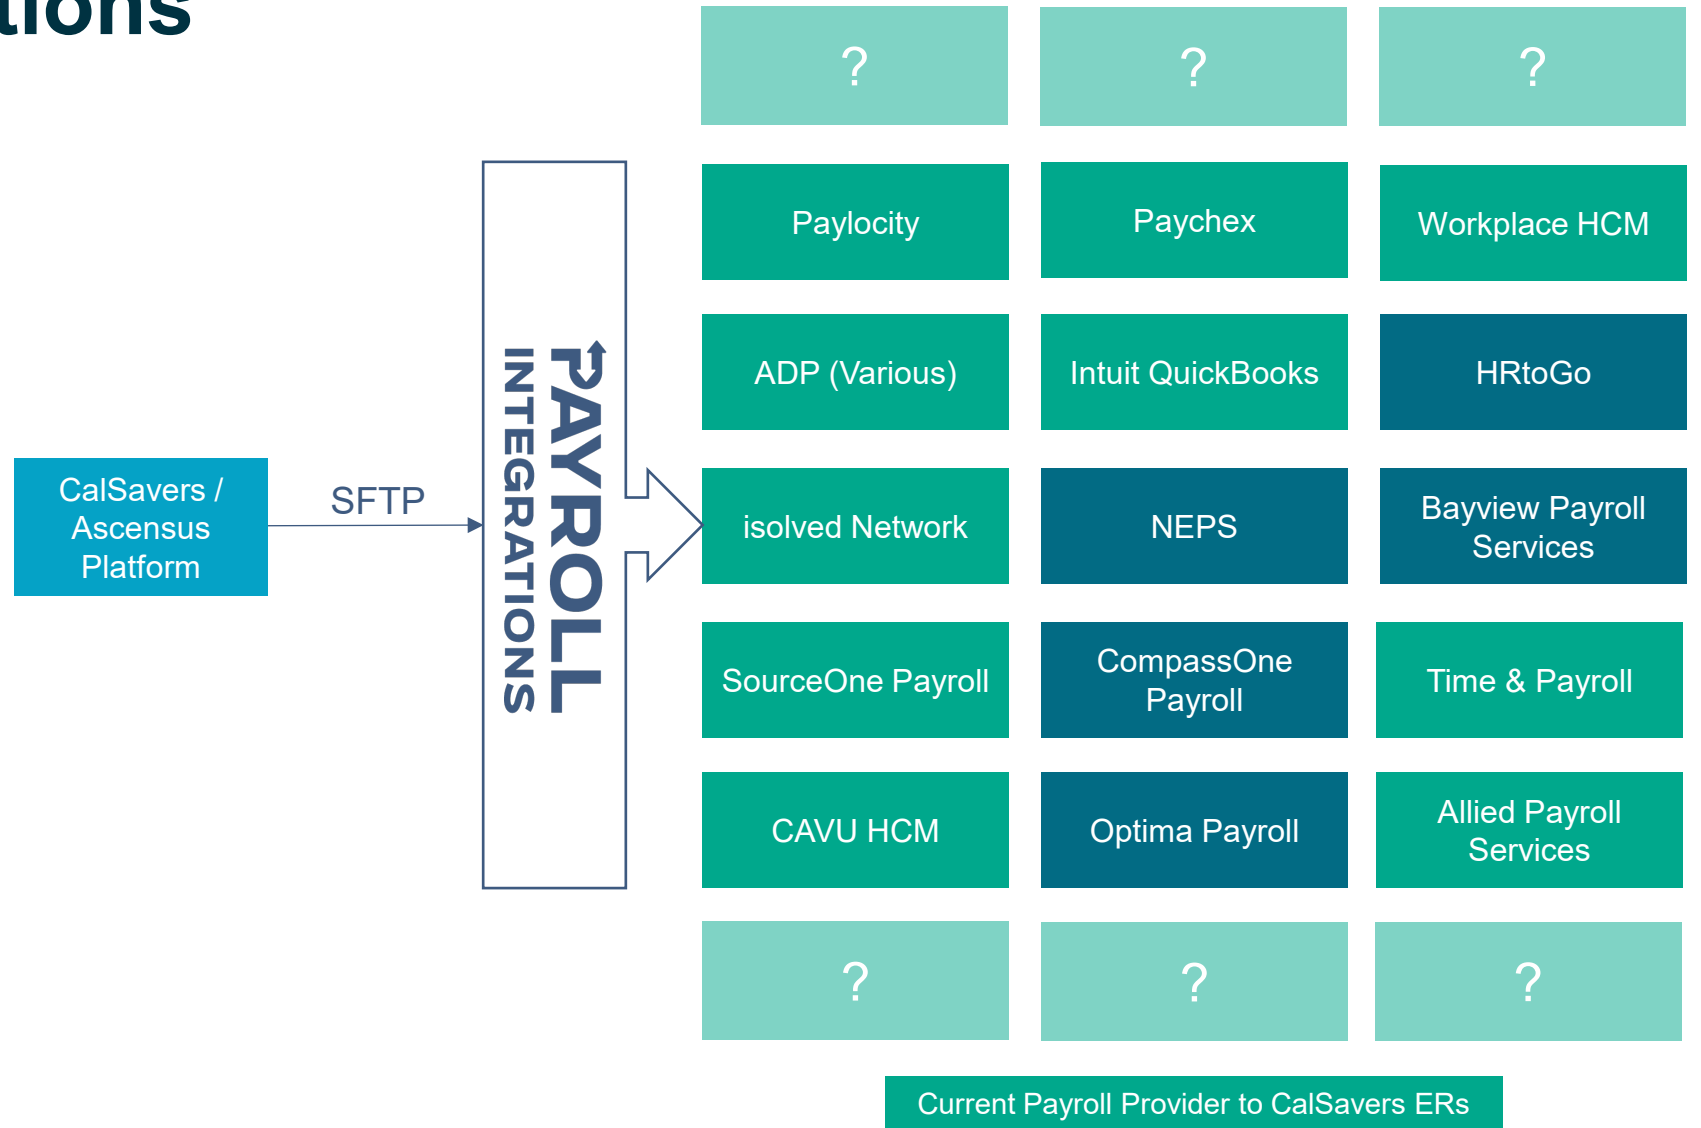 ?
?
?
Paylocity
Paychex
Workplace HCM
ADP (Various)
Intuit QuickBooks
HRtoGo
CalSavers /
Ascensus
Platform
SFTP
PAYROLL
INTEGRATIONS
isolved Network
NEPS
Bayview Payroll
Services
SourceOne Payroll
CompassOne
Payroll
Time & Payroll
CAVU HCM
Optima Payroll
Allied Payroll
Services
?
?
?
Current Payroll Provider to CalSavers ERs